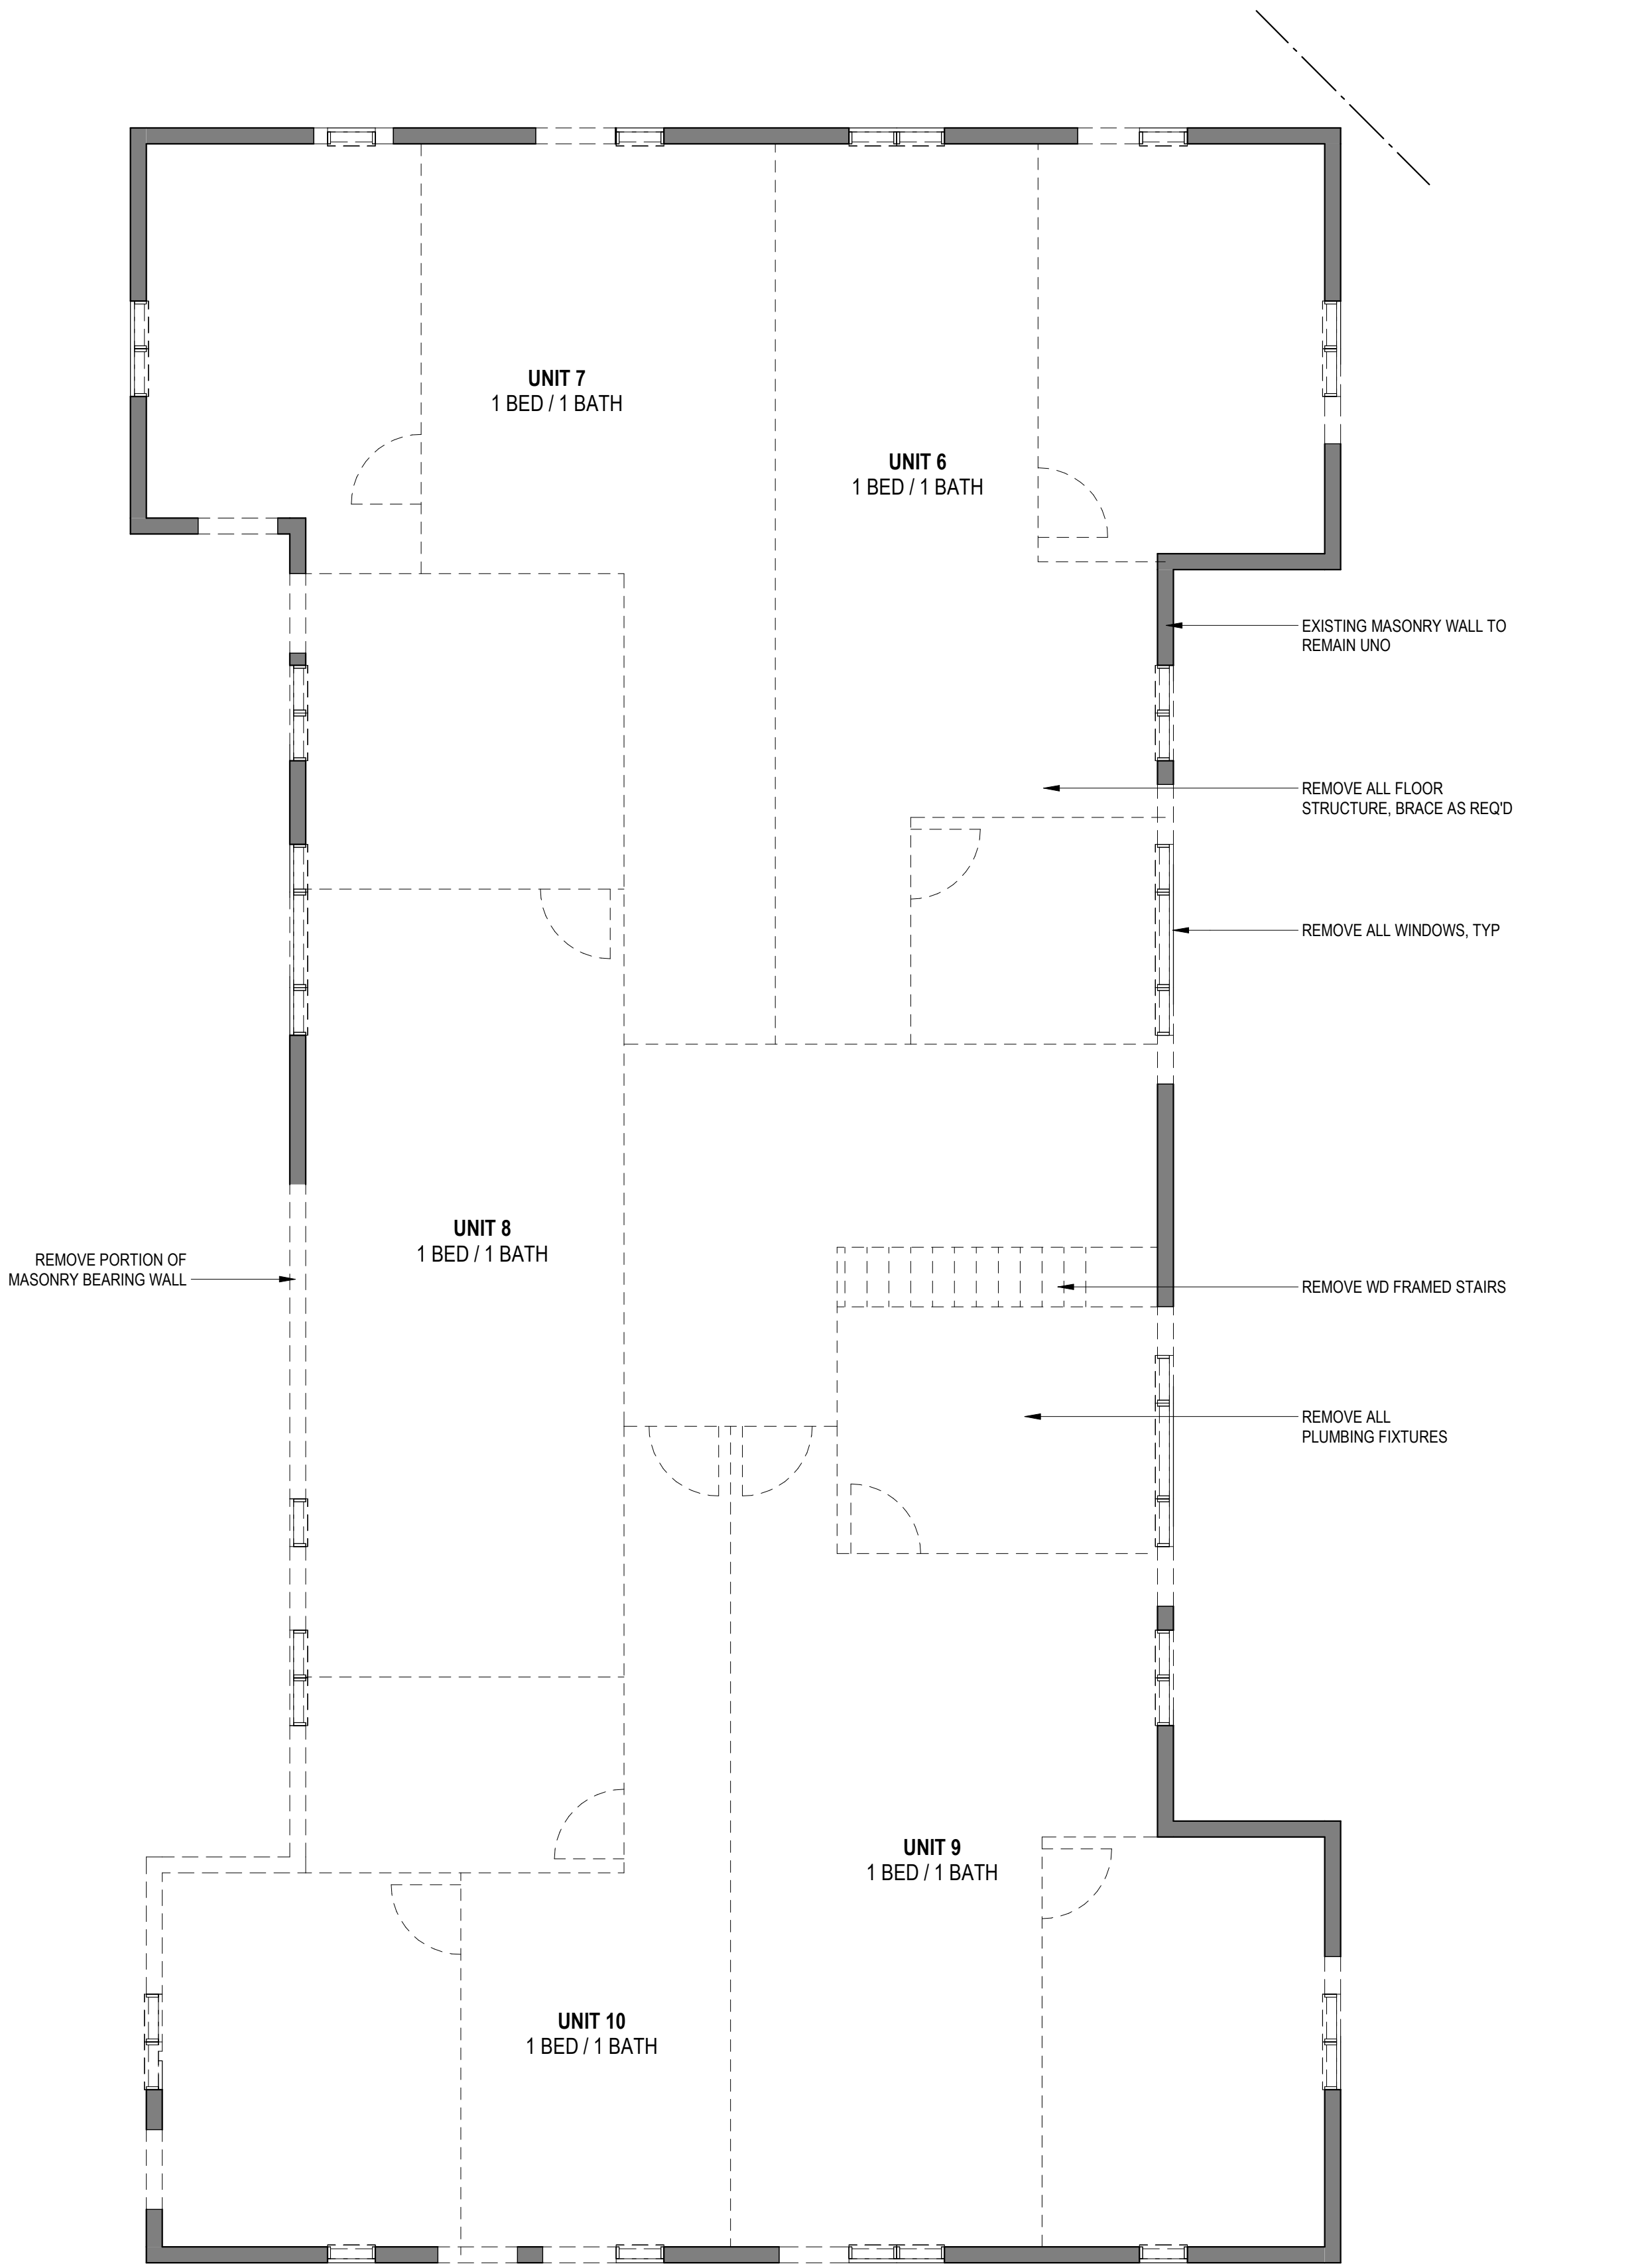 UNIT 7
1 BED / 1 BATH
UNIT 6
1 BED / 1 BATH
EXISTING MASONRY WALL TO
REMAIN UNO
REMOVE ALL FLOOR
STRUCTURE, BRACE AS REQ'D
REMOVE ALL WINDOWS, TYP
UNIT 8
1 BED / 1 BATH
REMOVE PORTION OF
MASONRY BEARING WALL
REMOVE WD FRAMED STAIRS
REMOVE ALL
PLUMBING FIXTURES
UNIT 9
1 BED / 1 BATH
UNIT 10
1 BED / 1 BATH